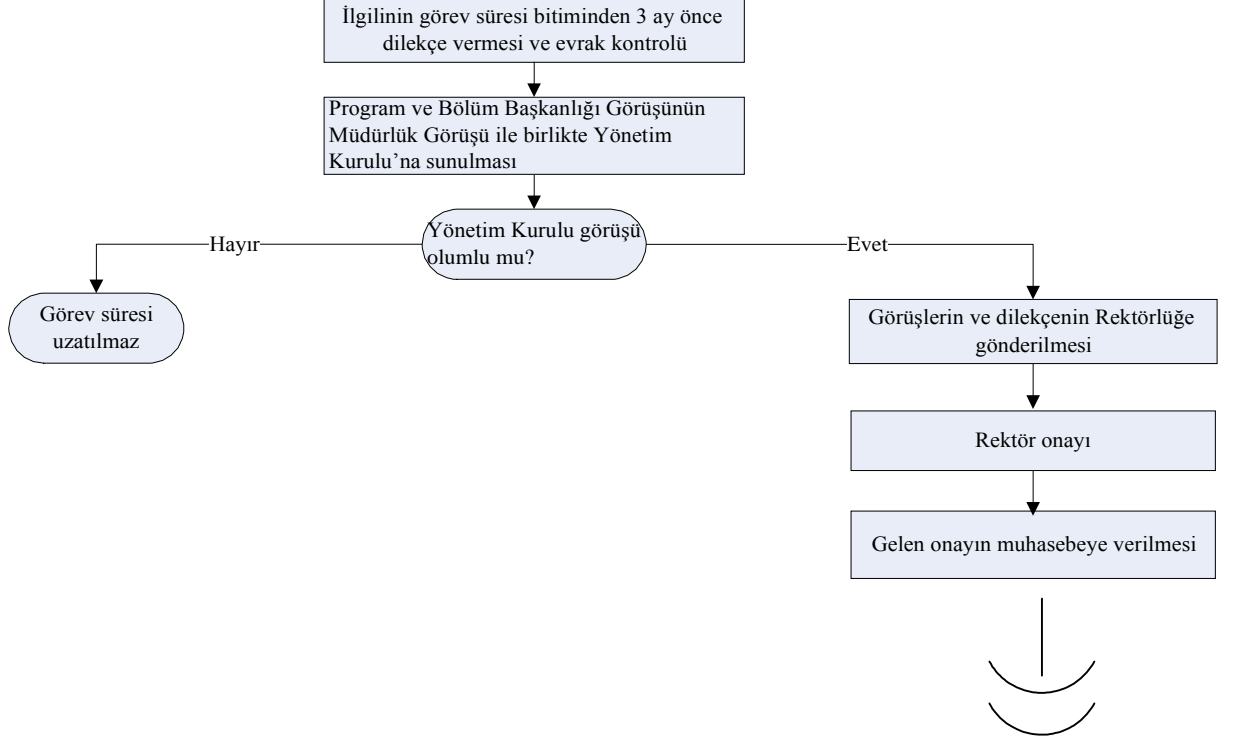 İlgilinin görev süresi bitiminden 3 ay önce
dilekçe vermesi ve evrak kontrolü
Program ve Bölüm Başkanlığı Görüşünün
Müdürlük Görüşü ile birlikte Yönetim
Kurulu’na sunulması
Yönetim Kurulu görüşü
olumlu mu?
Hayır
Evet
Görev süresi
uzatılmaz
Görüşlerin ve dilekçenin Rektörlüğe
gönderilmesi
Rektör onayı
Gelen onayın muhasebeye verilmesi